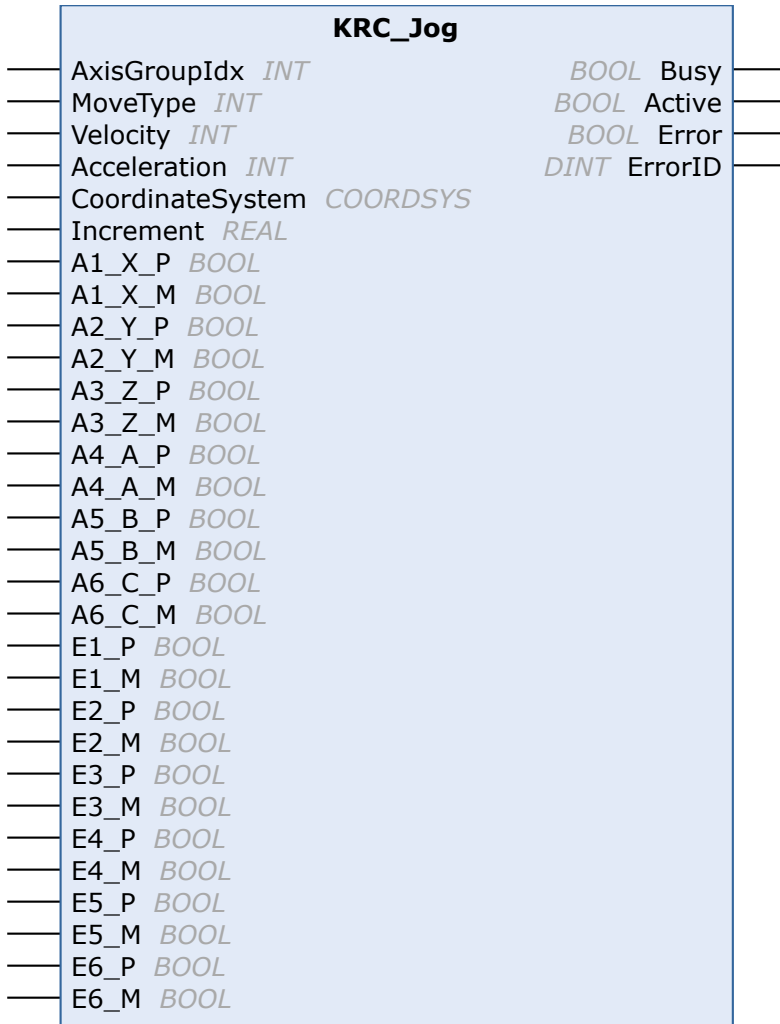 KRC_Jog
AxisGroupIdx INT BOOL Busy
MoveType INT BOOL Active
Velocity INT BOOL Error
Acceleration INT DINT ErrorID
CoordinateSystem COORDSYS
Increment REAL
A1_X_P BOOL
A1_X_M BOOL
A2_Y_P BOOL
A2_Y_M BOOL
A3_Z_P BOOL
A3_Z_M BOOL
A4_A_P BOOL
A4_A_M BOOL
A5_B_P BOOL
A5_B_M BOOL
A6_C_P BOOL
A6_C_M BOOL
E1_P BOOL
E1_M BOOL
E2_P BOOL
E2_M BOOL
E3_P BOOL
E3_M BOOL
E4_P BOOL
E4_M BOOL
E5_P BOOL
E5_M BOOL
E6_P BOOL
E6_M BOOL